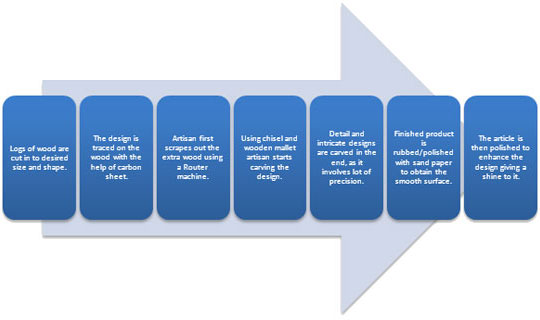 Logs of wood are
cut in to desired
size and shape.
The design is
traced on the
wood with the
help of carbon
sheet.
Artisan first
scrapes out the
extra wood using
a Router
machine.
Using chisel and
wooden mallet
artisan starts
carving the
design.
Detail and
intricate designs
are carved in the
end, as it
involves lot of
precision.
Finished product
is
rubbed/polished
with sand paper
to obtain the
smooth surface.
The article is
then polished to
enhance the
design giving a
shine to it.